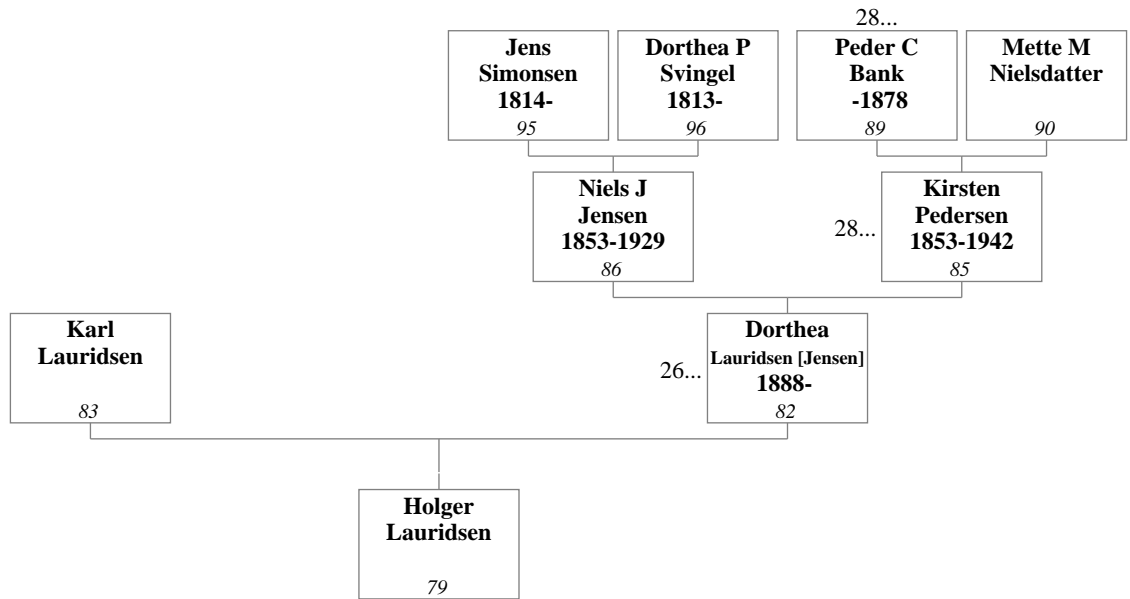 28...
Jens
Simonsen
1814-
95
Dorthea P
Svingel
1813-
96
Peder C
Bank
-1878
89
Mette M
Nielsdatter
90
Niels J
Jensen
1853-1929
86
28...
Kirsten
Pedersen
1853-1942
85
Karl
Lauridsen
83
26...
Dorthea
Lauridsen [Jensen]
1888-
82
Holger
Lauridsen
79